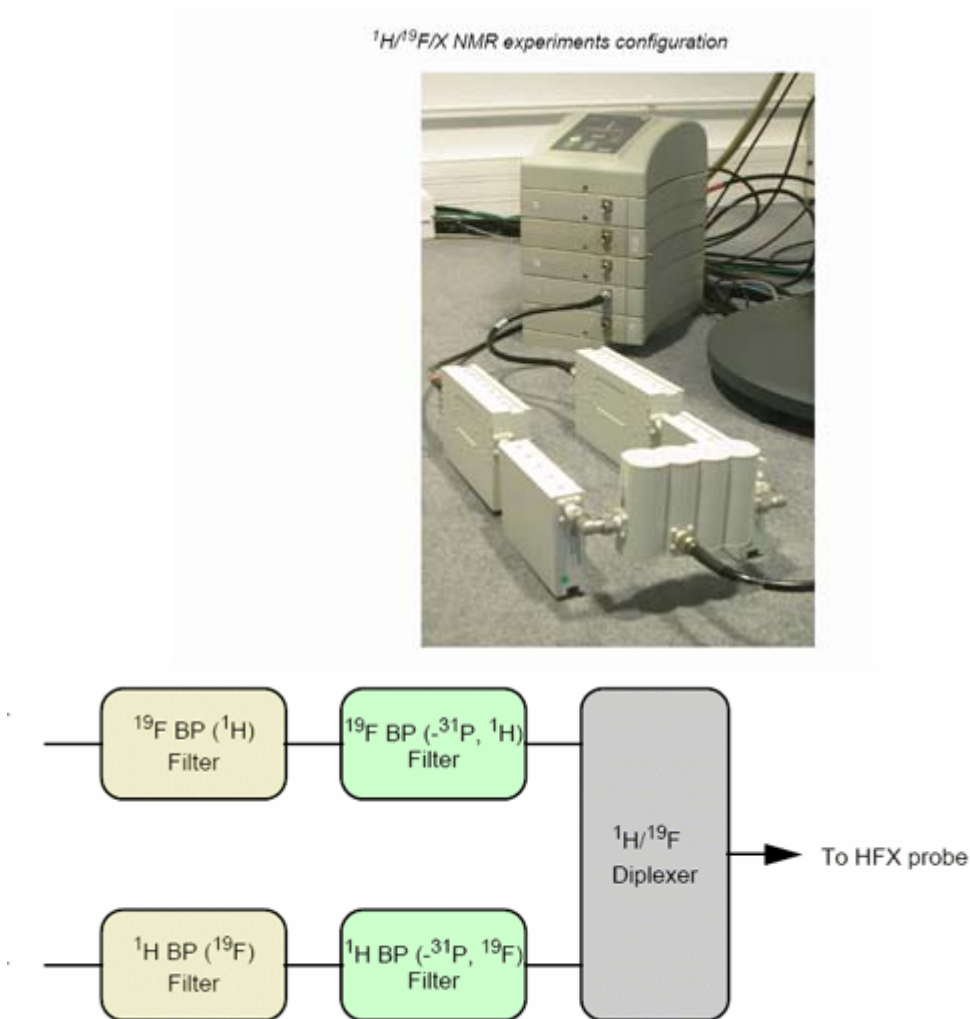 ¹H/¹⁹F/X NMR experiments configuration
¹⁹F BP (¹H)
Filter
¹⁹F BP (-³¹P, ¹H)
Filter
¹H/¹⁹F
Diplexer
To HFX probe
¹H BP (¹⁹F)
Filter
¹H BP (-³¹P, ¹⁹F)
Filter